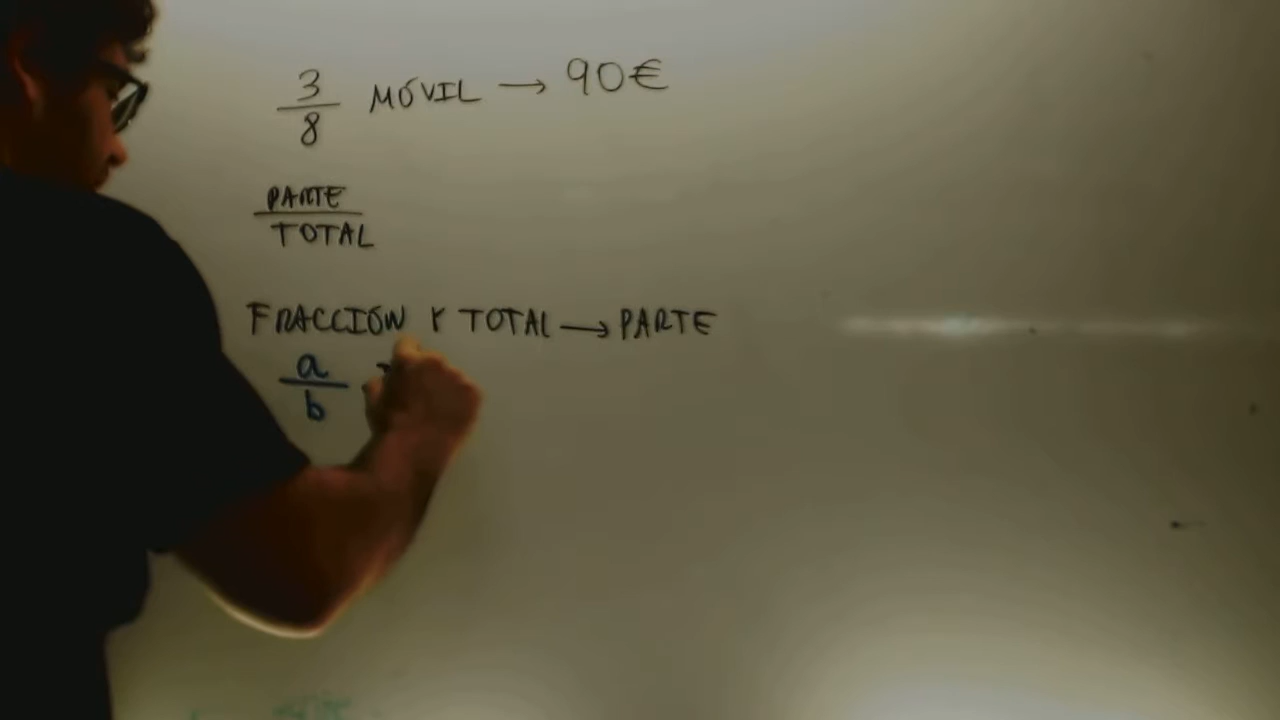 3/8 MÓVIL → 90€
PARTE
TOTAL
FRACCIÓN Y TOTAL → PARTE
a
b